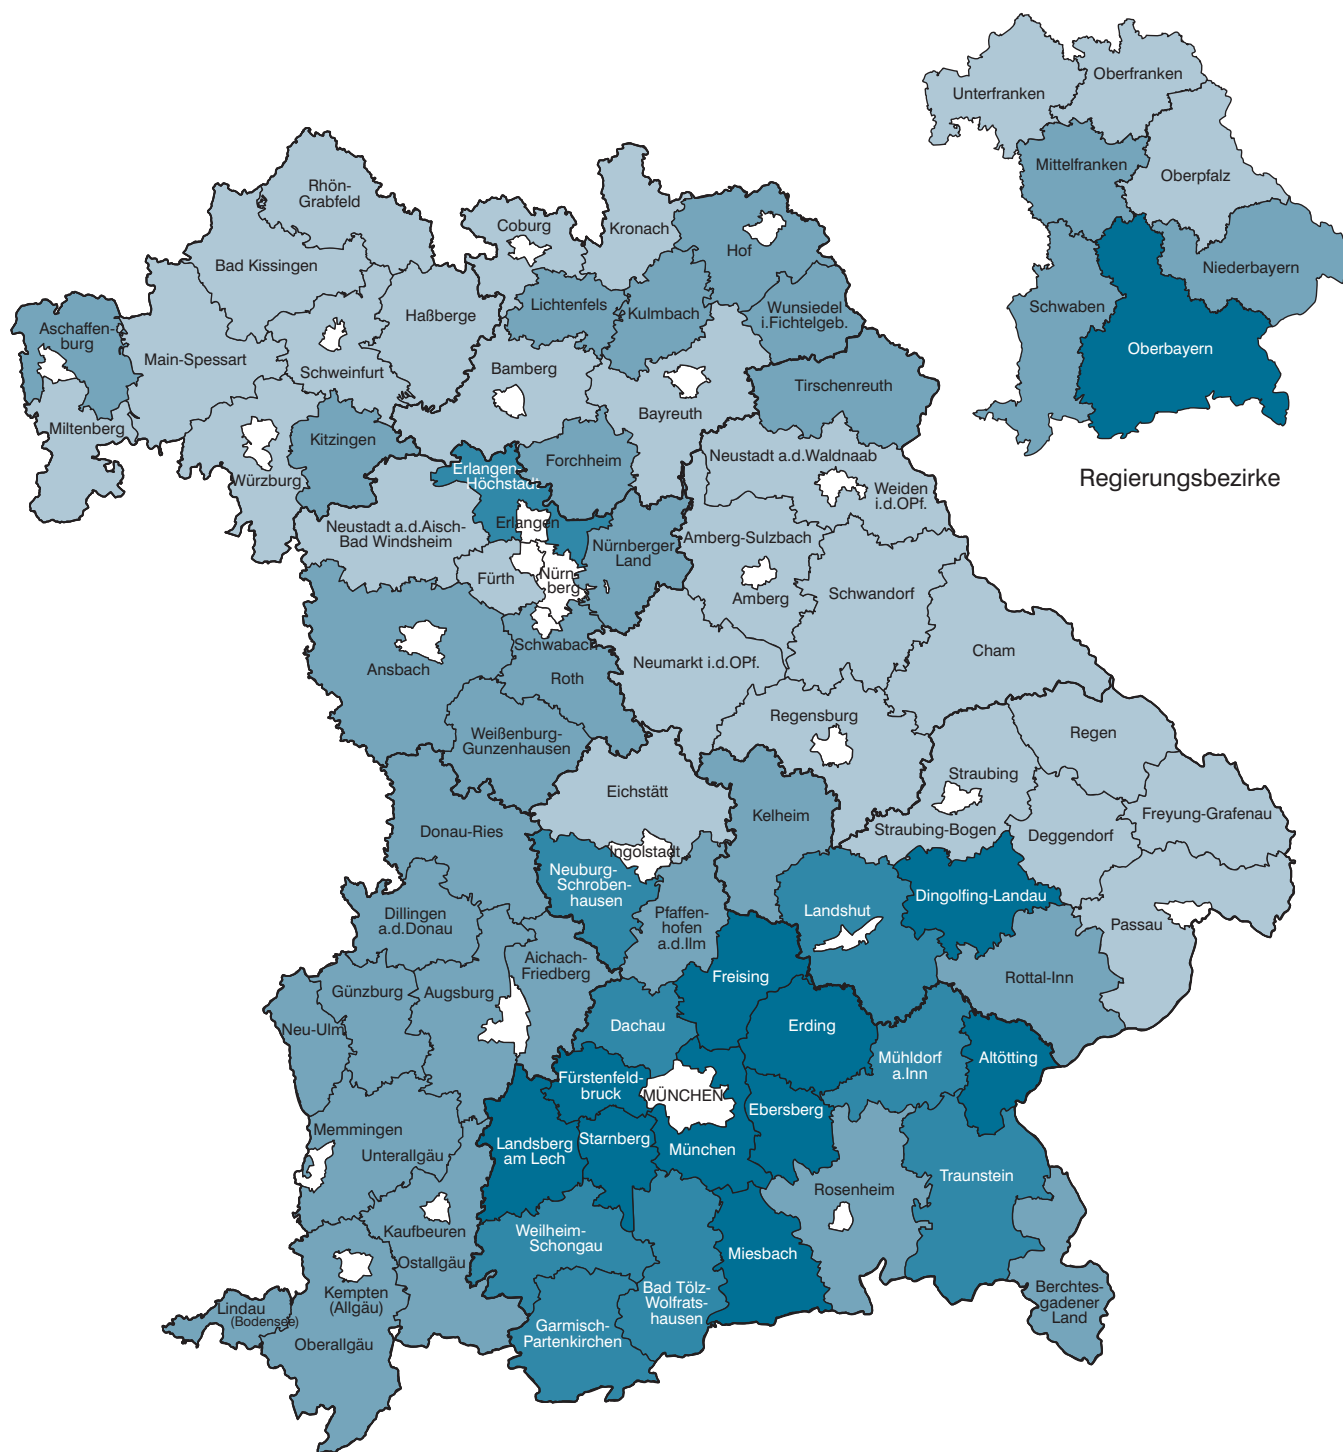 Unterfranken
Oberfranken
Mittelfranken
Oberpfalz
Niederbayern
Schwaben
Oberbayern
Regierungsbezirke
Rhön-
Grabfeld
Coburg
Kronach
Hof
Bad Kissingen
Lichtenfels
Kulmbach
Wunsiedel
i.Fichtelgeb.
Haßberge
Aschaffen-
burg
Main-Spessart
Schweinfurt
Bamberg
Bayreuth
Tirschenreuth
Miltenberg
Kitzingen
Würzburg
Erlangen-
Höchstadt
Forchheim
Neustadt a.d.Waldnaab
Weiden
i.d.OPf.
Neustadt a.d.Aisch-
Bad Windsheim
Erlangen
Nürnberger
Land
Amberg-Sulzbach
Fürth
Nürn-
berg
Amberg
Schwandorf
Schwabach
Roth
Ansbach
Neumarkt i.d.OPf.
Cham
Weißenburg-
Gunzenhausen
Regensburg
Regen
Straubing
Eichstätt
Kelheim
Straubing-Bogen
Deggendorf
Freyung-Grafenau
Donau-Ries
Ingolstadt
Neuburg-
Schroben-
hausen
Dingolfing-Landau
Landshut
Passau
Dillingen
a.d.Donau
Pfaffen-
hofen
a.d.Ilm
Aichach-
Friedberg
Freising
Rottal-Inn
Günzburg
Augsburg
Neu-Ulm
Dachau
Erding
Mühldorf
a.Inn
Altötting
Fürstenfeld-
bruck
MÜNCHEN
Ebersberg
Memmingen
Unterallgäu
Landsberg
am Lech
Starnberg
München
Traunstein
Rosenheim
Kaufbeuren
Ostallgäu
Weilheim-
Schongau
Miesbach
Bad Tölz-
Wolfrats-
hausen
Kempten
(Allgäu)
Lindau
(Bodensee)
Oberallgäu
Garmisch-
Partenkirchen
Berchtes-
gadener
Land